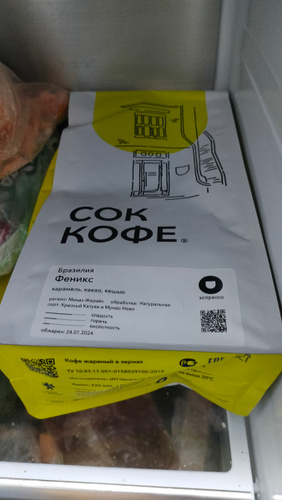 СОК
КОФЕ®
Бразилия
Феникс
карамель, какао, кешью
эспрессо
регион: Минас-Жерайс обработка: Натуральная
сорт: Красный Катуаи и Мундо Ново
сладость
горечь
кислотность
обжарен: 24.01.2024
Кофе жареный в зернах